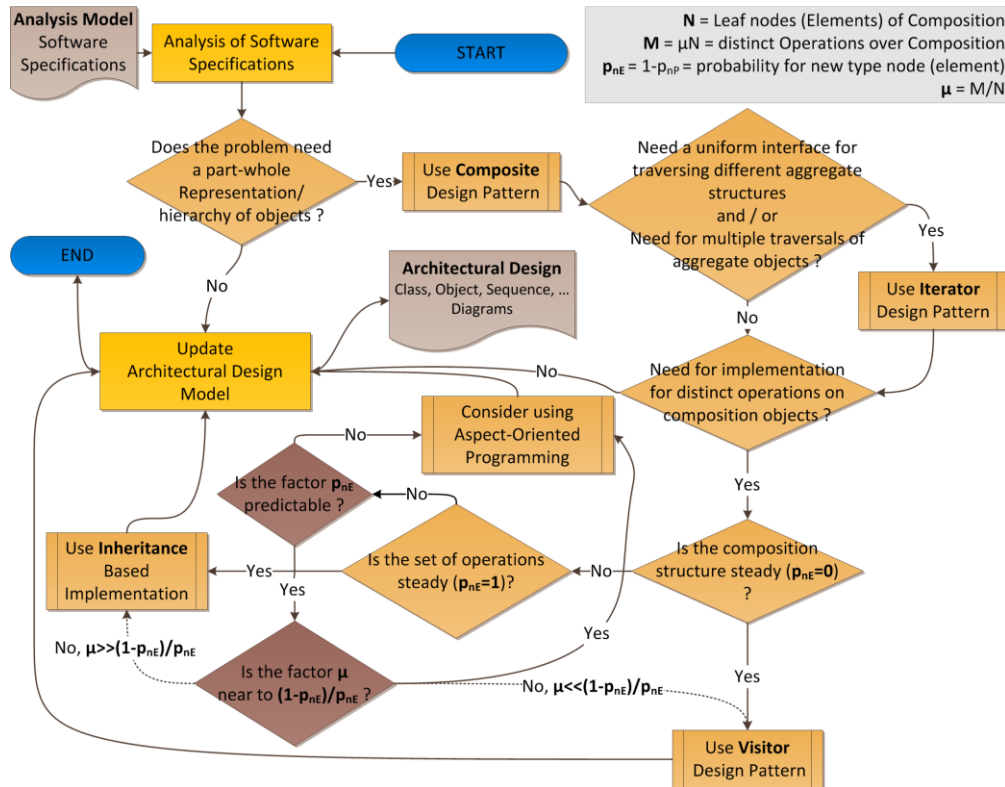 Analysis Model
Software
Specifications
Analysis of Software
Specifications
START
N = Leaf nodes (Elements) of Composition
M = μN = distinct Operations over Composition
pnE = 1-pnP = probability for new type node (element)
μ = M/N
Does the problem need
a part-whole
Representation/
hierarchy of objects ?
Yes
Use Composite
Design Pattern
Need a uniform interface for
traversing different aggregate
structures
and / or
Need for multiple traversals of
aggregate objects ?
Yes
END
No
Architectural Design
Class, Object, Sequence, ...
Diagrams
Use Iterator
Design Pattern
No
Update
Architectural Design
Model
No
Need for implementation
for distinct operations on
composition objects ?
Consider using
Aspect-Oriented
Programming
No
Is the factor pnE
predictable ?
No
Yes
Use Inheritance
Based
Implementation
Yes
Is the set of operations
steady (pnE=1)?
No
Is the composition
structure steady (pnE=0)
?
Yes
No, μ>>(1-pnE)/pnE
Is the factor μ
near to (1-pnE)/pnE ?
Yes
No, μ<<(1-pnE)/pnE
Yes
Use Visitor
Design Pattern